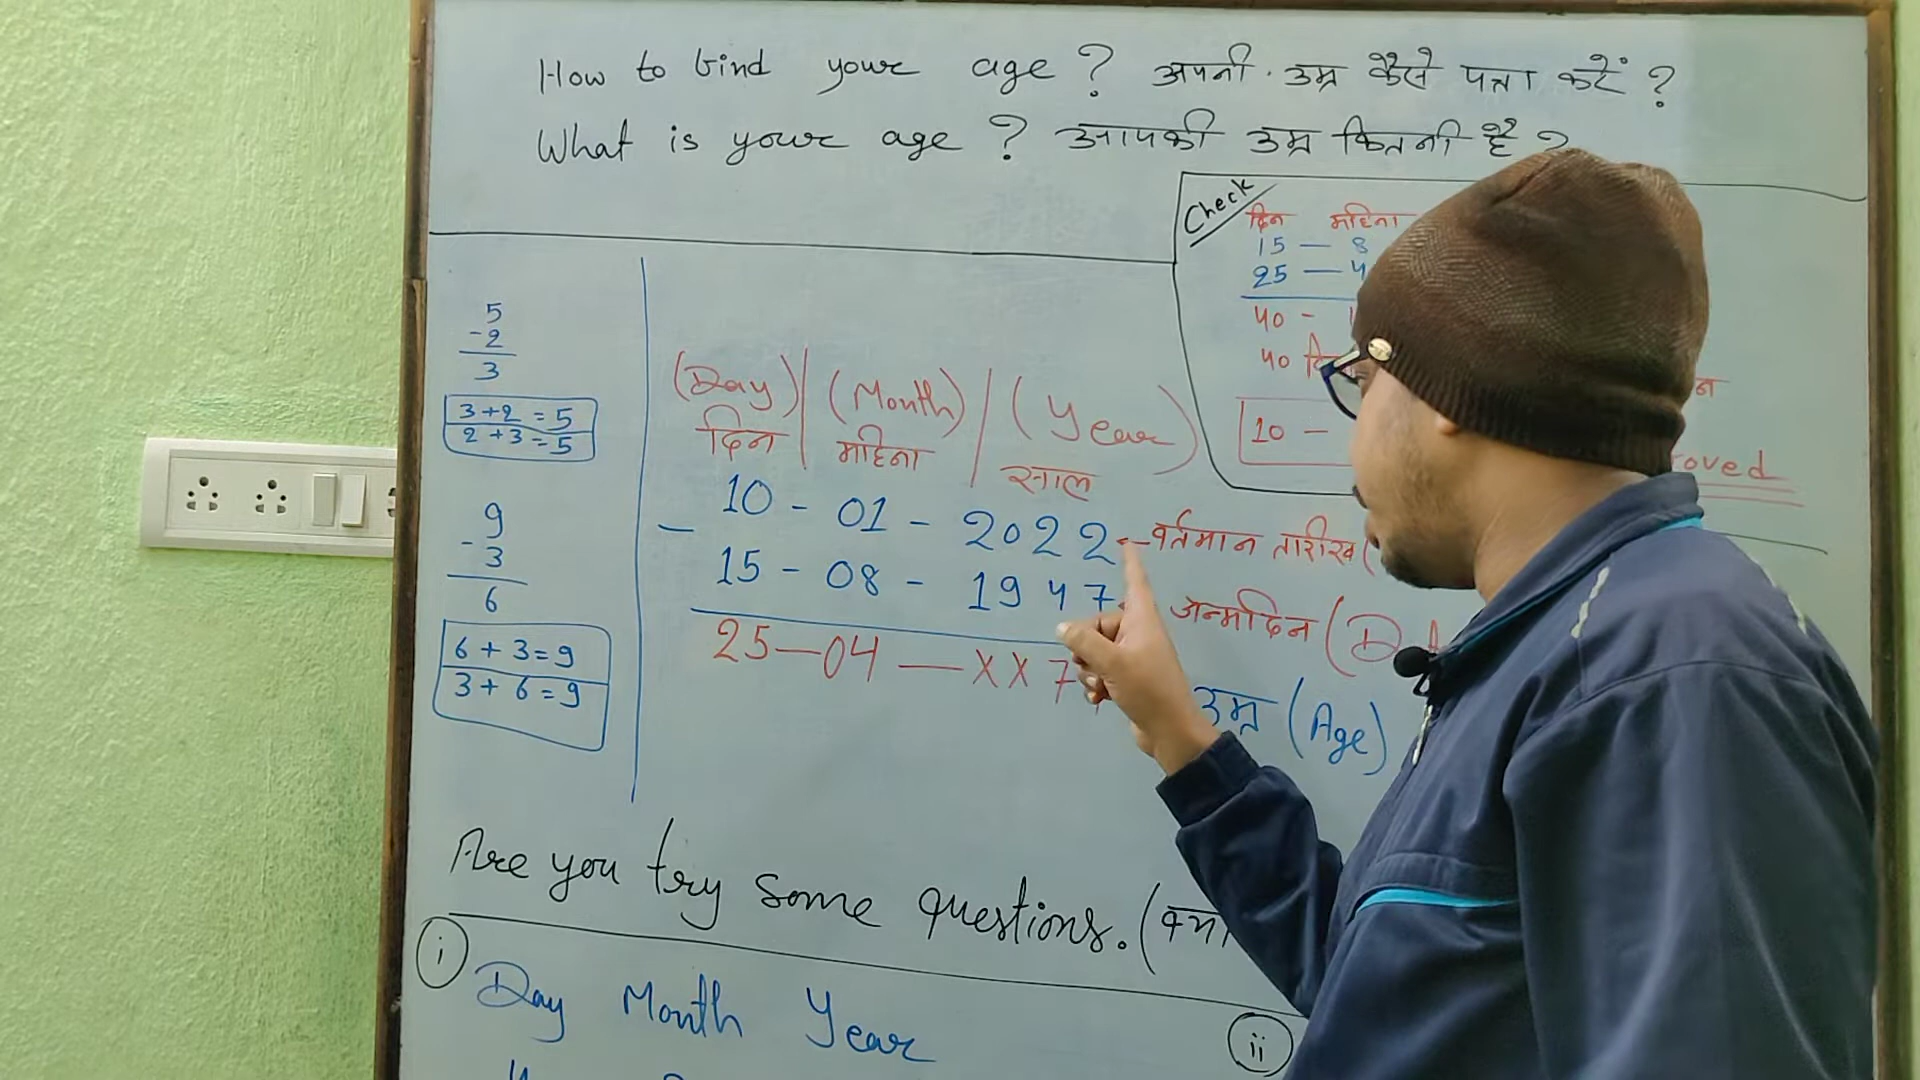 How to find your age? अपनी उम्र कैसे पता करें?
What is your age? आपकी उम्र कितनी है?
Check
दिन महिना
15 — 8
25 — 4
40 -
40
10 —
5
-2
3
3+2=5
2+3=5
9
- 3
6
6+3=9
3+6=9
(Day) | (Month) | (Year)
दिन महिना साल
10 - 01 - 2022 ← वर्तमान तारीख (
- 15 - 08 - 1947 जन्मदिन (D
25—04 — XX7
उम्र (Age)
Are you try some questions. (क्या
i
Day Month Year
ii